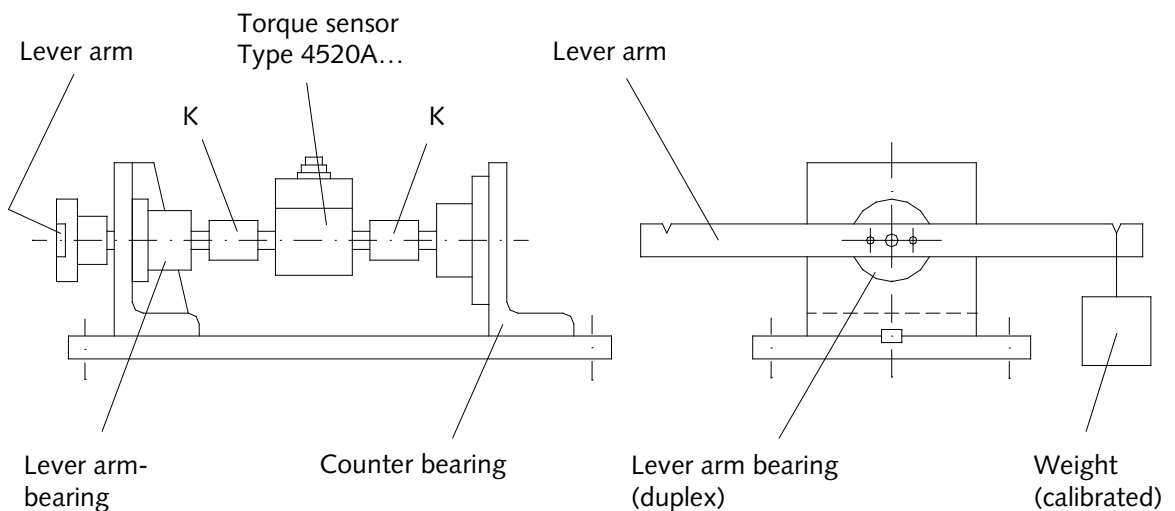 Lever arm
Torque sensor
Type 4520A…
Lever arm
K
K
Lever arm-
bearing
Counter bearing
Lever arm bearing
(duplex)
Weight
(calibrated)